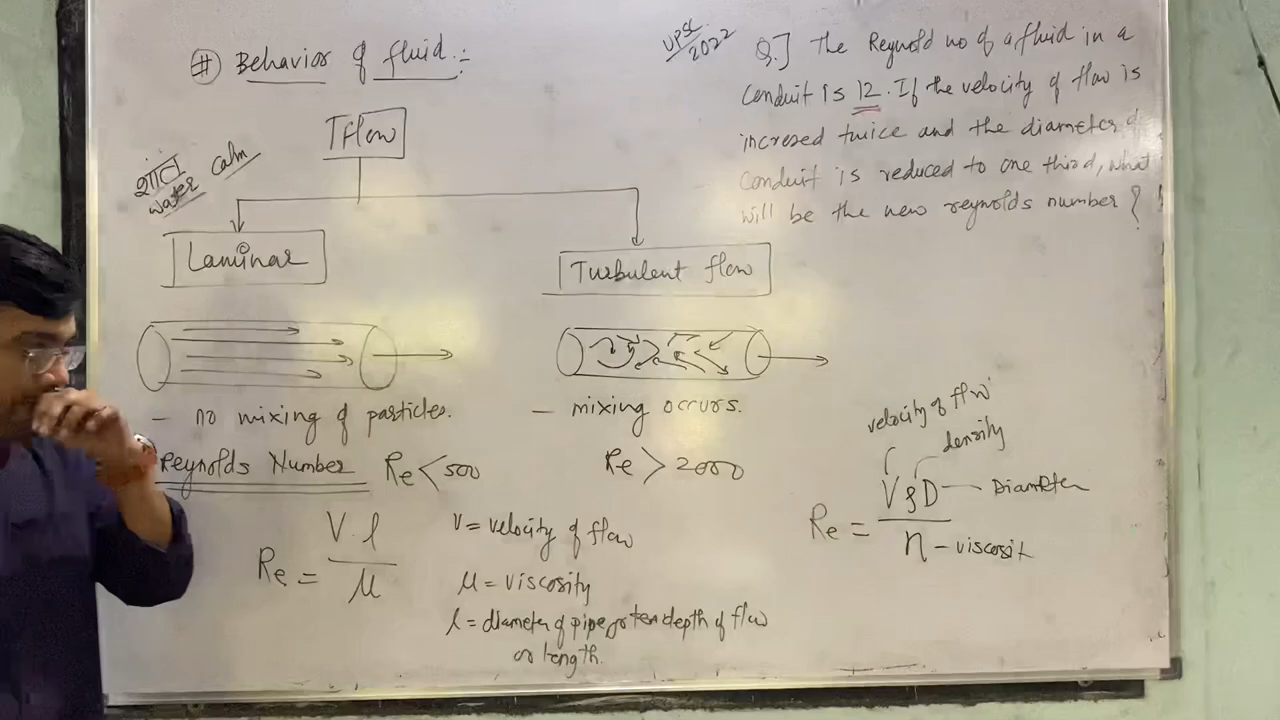 # Behavior of fluid :-
Flow
शान्त
water calm
Laminar
Turbulent flow
- no mixing of particles.
- mixing occurs.
Reynolds Number Re < 500
Re > 2000
Re = V.l / μ
V = velocity of flow
μ = viscosity
l = diameter of pipe depth of flow
or length.
UPSC
2022
Q.] The Reynold no of a fluid in a
Conduit is 12. If the velocity of flow is
incresed twice and the diameter of
Conduit is reduced to one third, what
will be the new reynolds number ?
velocity of flow
density
Re = VρD / η
Diameter
viscosit